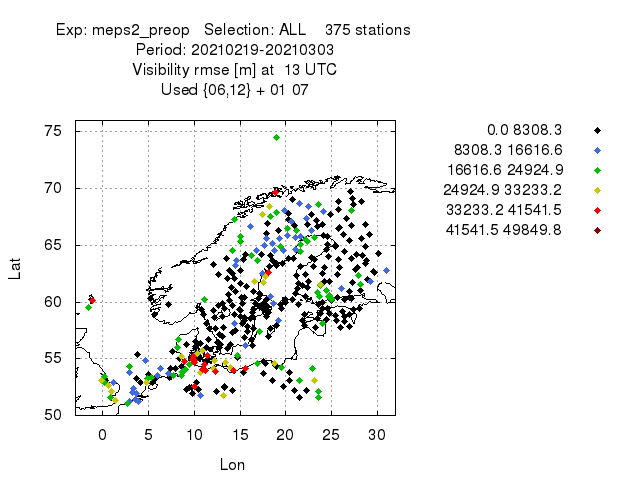 Exp: meps2_preop   Selection: ALL    375 stations
Period: 20210219-20210303
Visibility rmse [m] at  13 UTC
Used {06,12} + 01 07
0.0 8308.3
8308.3 16616.6
16616.6 24924.9
24924.9 33233.2
33233.2 41541.5
41541.5 49849.8
75
70
65
60
55
50
Lat
0 5 10 15 20 25 30
Lon